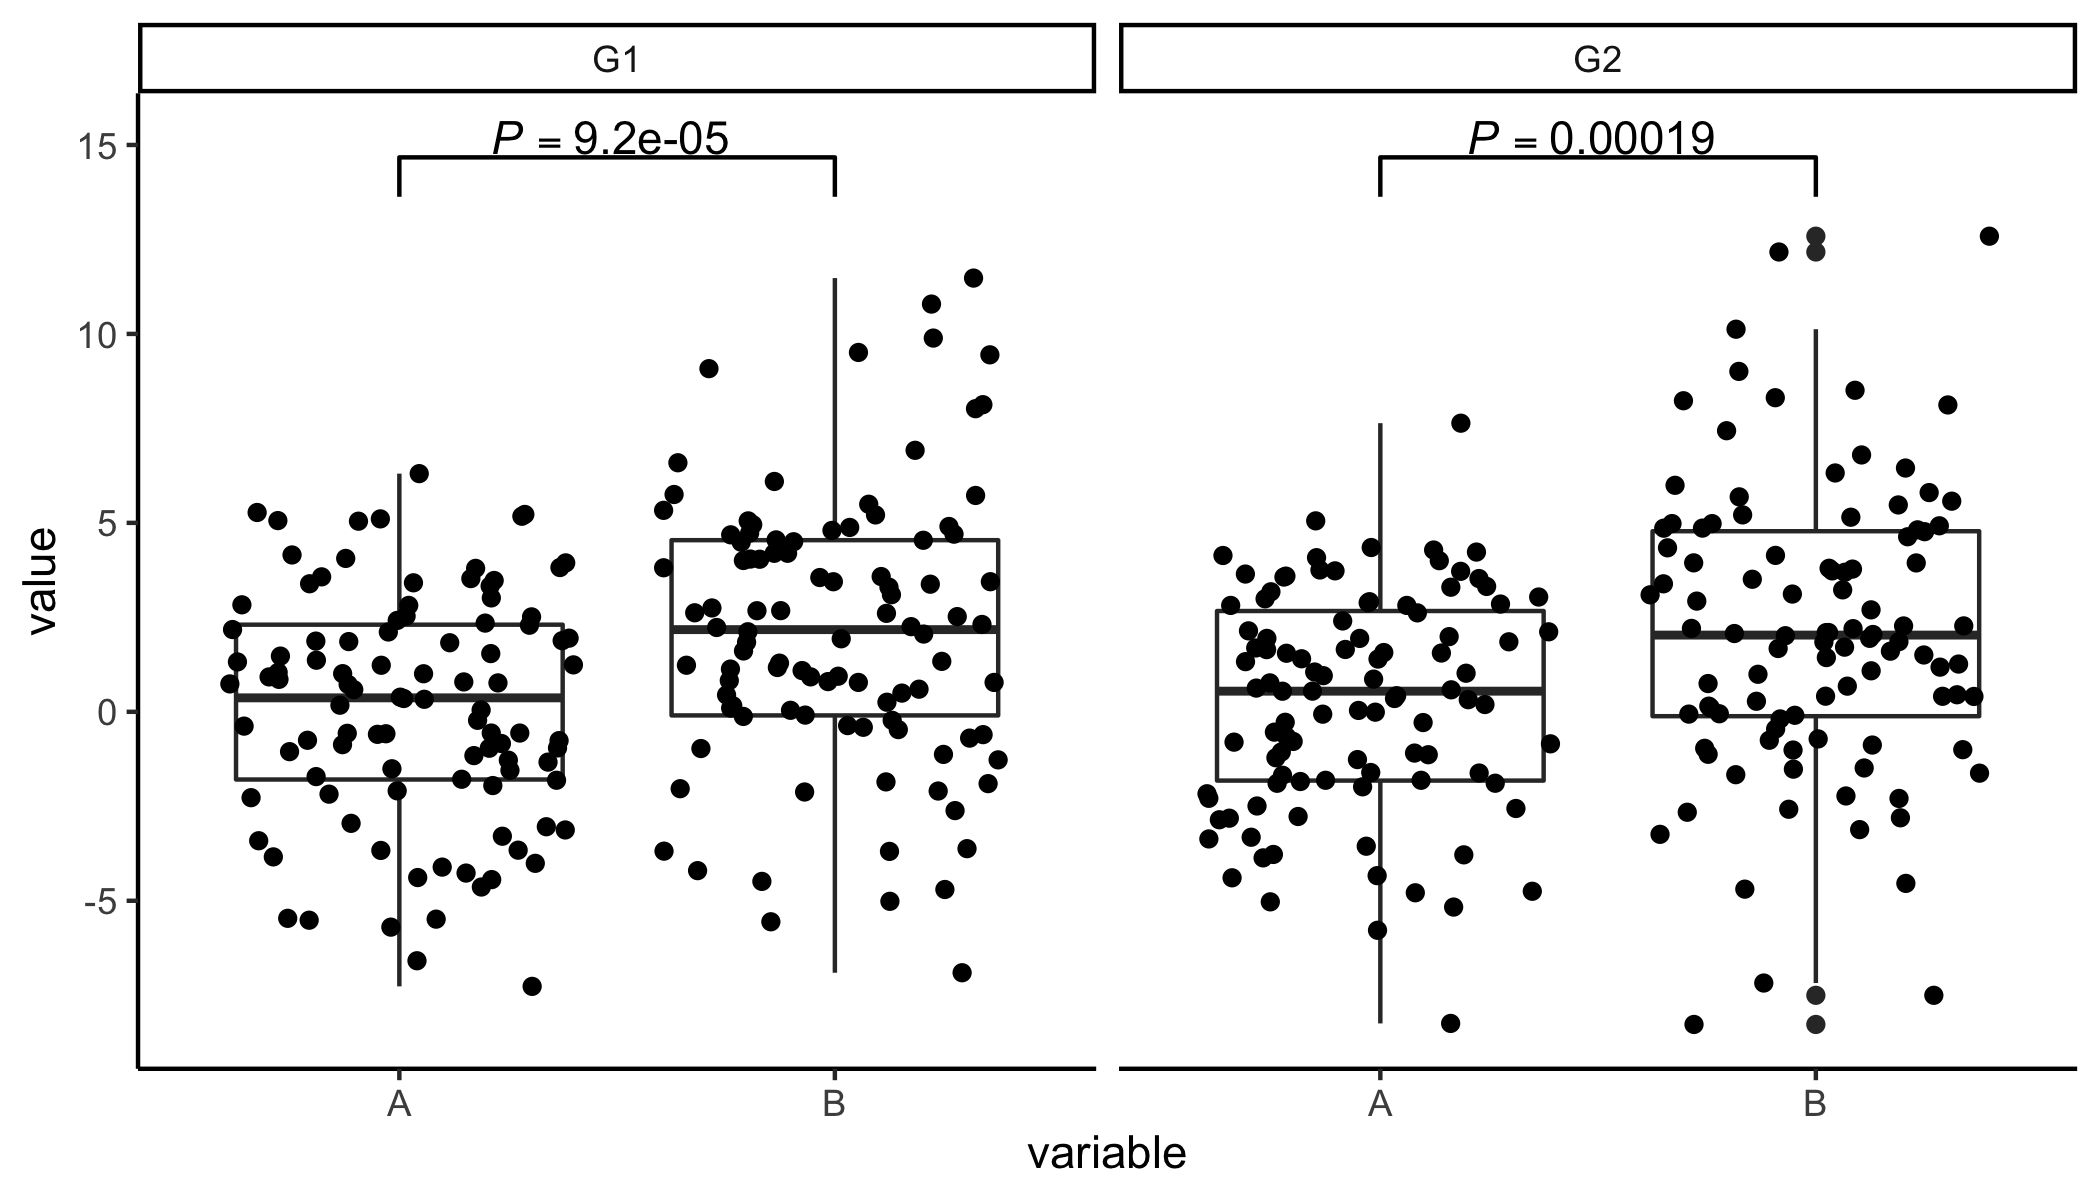 G1
G2
P = 9.2e-05
P = 0.00019
value
15
10
5
0
-5
A
B
A
B
variable